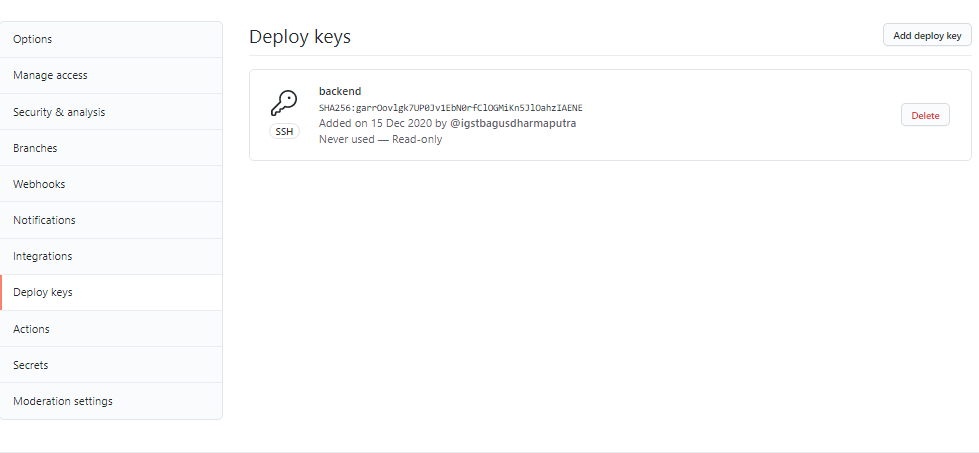 Options
Manage access
Security & analysis
Branches
Webhooks
Notifications
Integrations
Deploy keys
Actions
Secrets
Moderation settings
Deploy keys
Add deploy key
SSH
backend
SHA256:garrOovlgk7UP0Jv1EbN0rfClOGMiKn5JlOahzIAENE
Added on 15 Dec 2020 by @igstbagusdharmaputra
Never used — Read-only
Delete